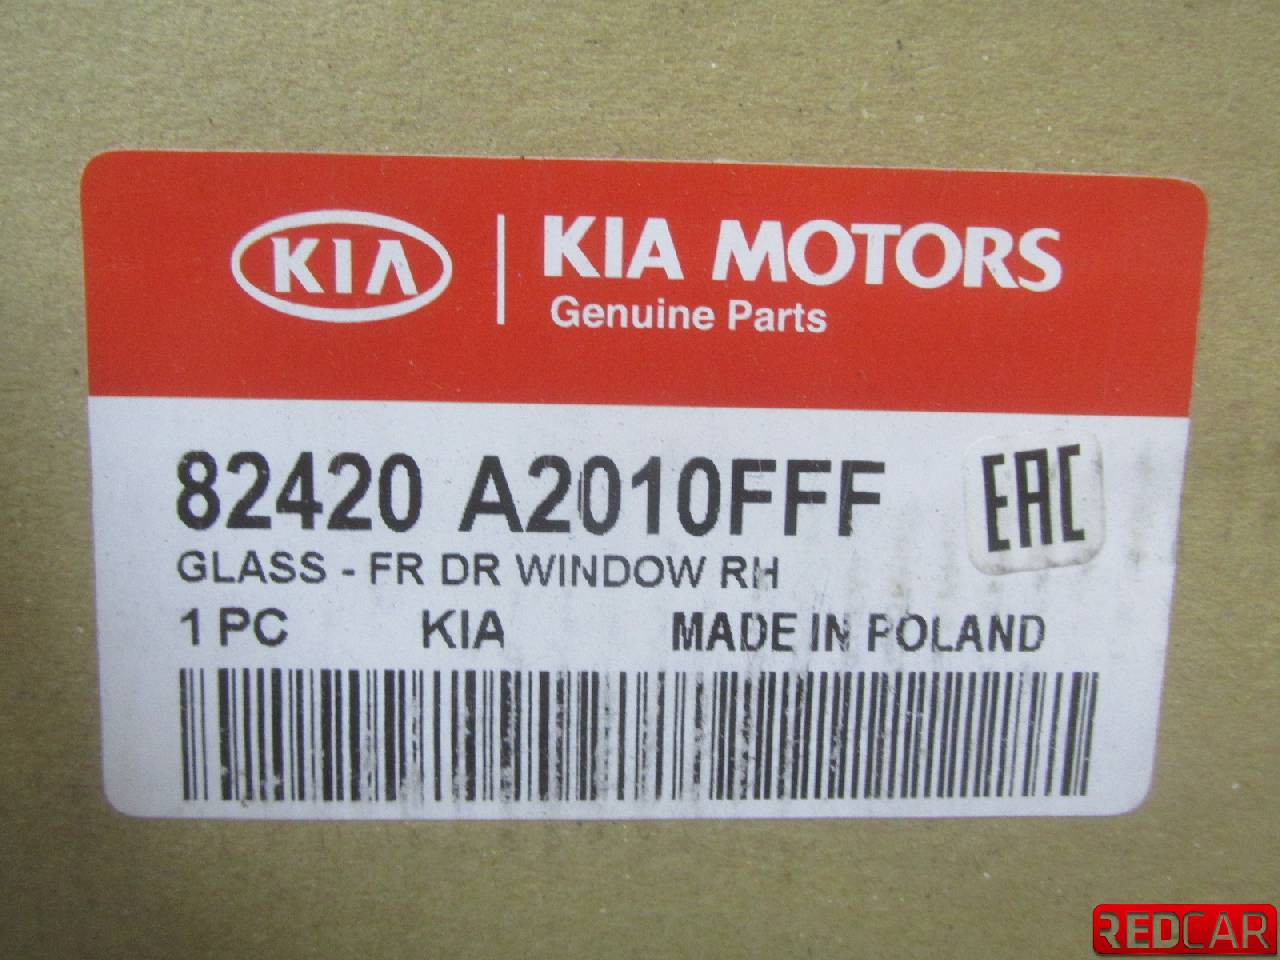 KIA
KIA MOTORS
Genuine Parts
82420 A2010FFF
EAC
GLASS - FR DR WINDOW RH
1 PC KIA MADE IN POLAND
REDCAR